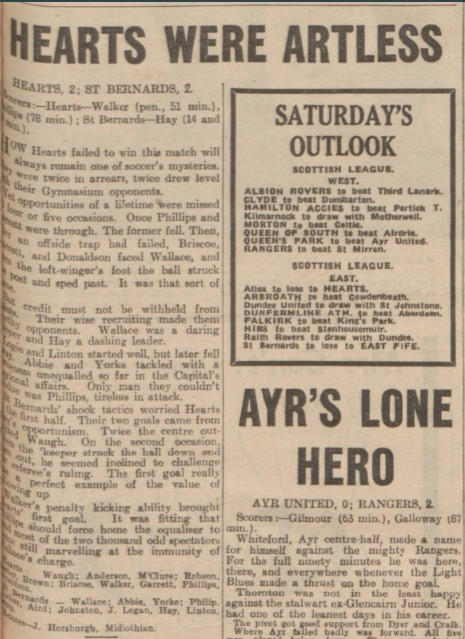 HEARTS WERE ARTLESS
HEARTS, 2; ST BERNARDS, 2.
Scorers:—Hearts—Walker (pen., 51 min.),
(78 min.); St Bernards—Hay (14 and
min.).
HOW Hearts failed to win this match will
always remain one of soccer's mysteries.
were twice in arrears, twice drew level
their Gymnasium opponents.
opportunities of a lifetime were missed
four or five occasions. Once Phillips and
were through. The former fell. Then,
an offside trap had failed, Briscoe,
and Donaldson faced Wallace, and
the left-winger's foot the ball struck
post and sped past. It was that sort of
credit must not be withheld from
Their wise recruiting made them
opponents. Wallace was a daring
and Hay a dashing leader.
and Linton started well, but later fell
Abbie and Yorke tackled with a
unequalled so far in the Capital's
affairs. Only man they couldn't
was Phillips, tireless in attack.
Bernards' shock tactics worried Hearts
first half. Their two goals came from
opportunism. Twice the centre out-
Waugh. On the second occasion,
the 'keeper struck the ball down and
out, he seemed inclined to challenge
referee's ruling. The first goal really
a perfect example of the value of
up
Walker's penalty kicking ability brought
first goal. It was fitting that
should force home the equaliser to
most of the two thousand odd spectators
still marvelling at the immunity of
charge.
Waugh; Anderson, M'Clure; Robson,
Brown; Briscoe, Walker, Garrett, Phillips,
Wallace; Abbie, Yorke; Philip,
Aird; Johnston, J. Logan, Hay, Linton,
J. Horsburgh, Midlothian.
SATURDAY'S
OUTLOOK
SCOTTISH LEAGUE.
WEST.
ALBION ROVERS to beat Third Lanark.
CLYDE to beat Dumbarton.
HAMILTON ACCIES to beat Partick T.
Kilmarnock to draw with Motherwell.
MORTON to beat Celtic.
QUEEN OF SOUTH to beat Airdrie.
QUEEN'S PARK to beat Ayr United.
RANGERS to beat St Mirren.
SCOTTISH LEAGUE.
EAST.
Alloa to lose to HEARTS.
ARBROATH to beat Cowdenbeath.
Dundee United to draw with St Johnstone.
DUNFERMLINE ATH. to beat Aberdeen.
FALKIRK to beat King's Park.
HIBS to beat Stenhousemuir.
Raith Rovers to draw with Dundee.
St Bernards to lose to EAST FIFE.
AYR'S LONE
HERO
AYR UNITED, 0; RANGERS, 2.
Scorers:—Gilmour (63 min.), Galloway (87
min.).
Whiteford, Ayr centre-half, made a name
for himself against the mighty Rangers.
For the full ninety minutes he was here,
there, and everywhere whenever the Light
Blues made a thrust on the home goal.
Thornton was not in the least happy
against the stalwart ex-Glencairn Junior. He
had one of the leanest days in his career.
The pivot got good support from Dyer and Craik.
Where Ayr failed badly was forward. All five